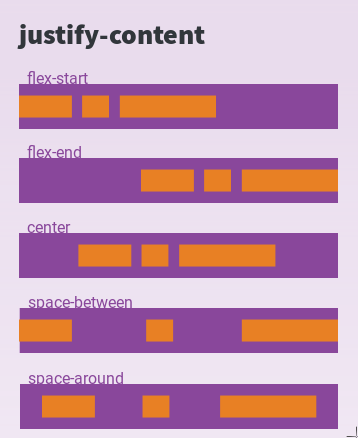 justify-content
flex-start
flex-end
center
space-between
space-around